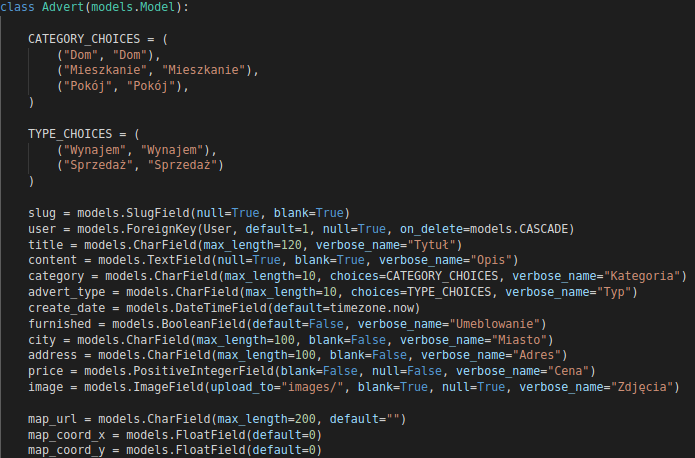 class Advert(models.Model):
CATEGORY_CHOICES = (
("Dom", "Dom"),
("Mieszkanie", "Mieszkanie"),
("Pokój", "Pokój"),
)
TYPE_CHOICES = (
("Wynajem", "Wynajem"),
("Sprzedaż", "Sprzedaż")
)
slug = models.SlugField(null=True, blank=True)
user = models.ForeignKey(User, default=1, null=True, on_delete=models.CASCADE)
title = models.CharField(max_length=120, verbose_name="Tytuł")
content = models.TextField(null=True, blank=True, verbose_name="Opis")
category = models.CharField(max_length=10, choices=CATEGORY_CHOICES, verbose_name="Kategoria")
advert_type = models.CharField(max_length=10, choices=TYPE_CHOICES, verbose_name="Typ")
create_date = models.DateTimeField(default=timezone.now)
furnished = models.BooleanField(default=False, verbose_name="Umeblowanie")
city = models.CharField(max_length=100, blank=False, verbose_name="Miasto")
address = models.CharField(max_length=100, blank=False, verbose_name="Adres")
price = models.PositiveIntegerField(blank=False, null=False, verbose_name="Cena")
image = models.ImageField(upload_to="images/", blank=True, null=True, verbose_name="Zdjęcia")
map_url = models.CharField(max_length=200, default="")
map_coord_x = models.FloatField(default=0)
map_coord_y = models.FloatField(default=0)